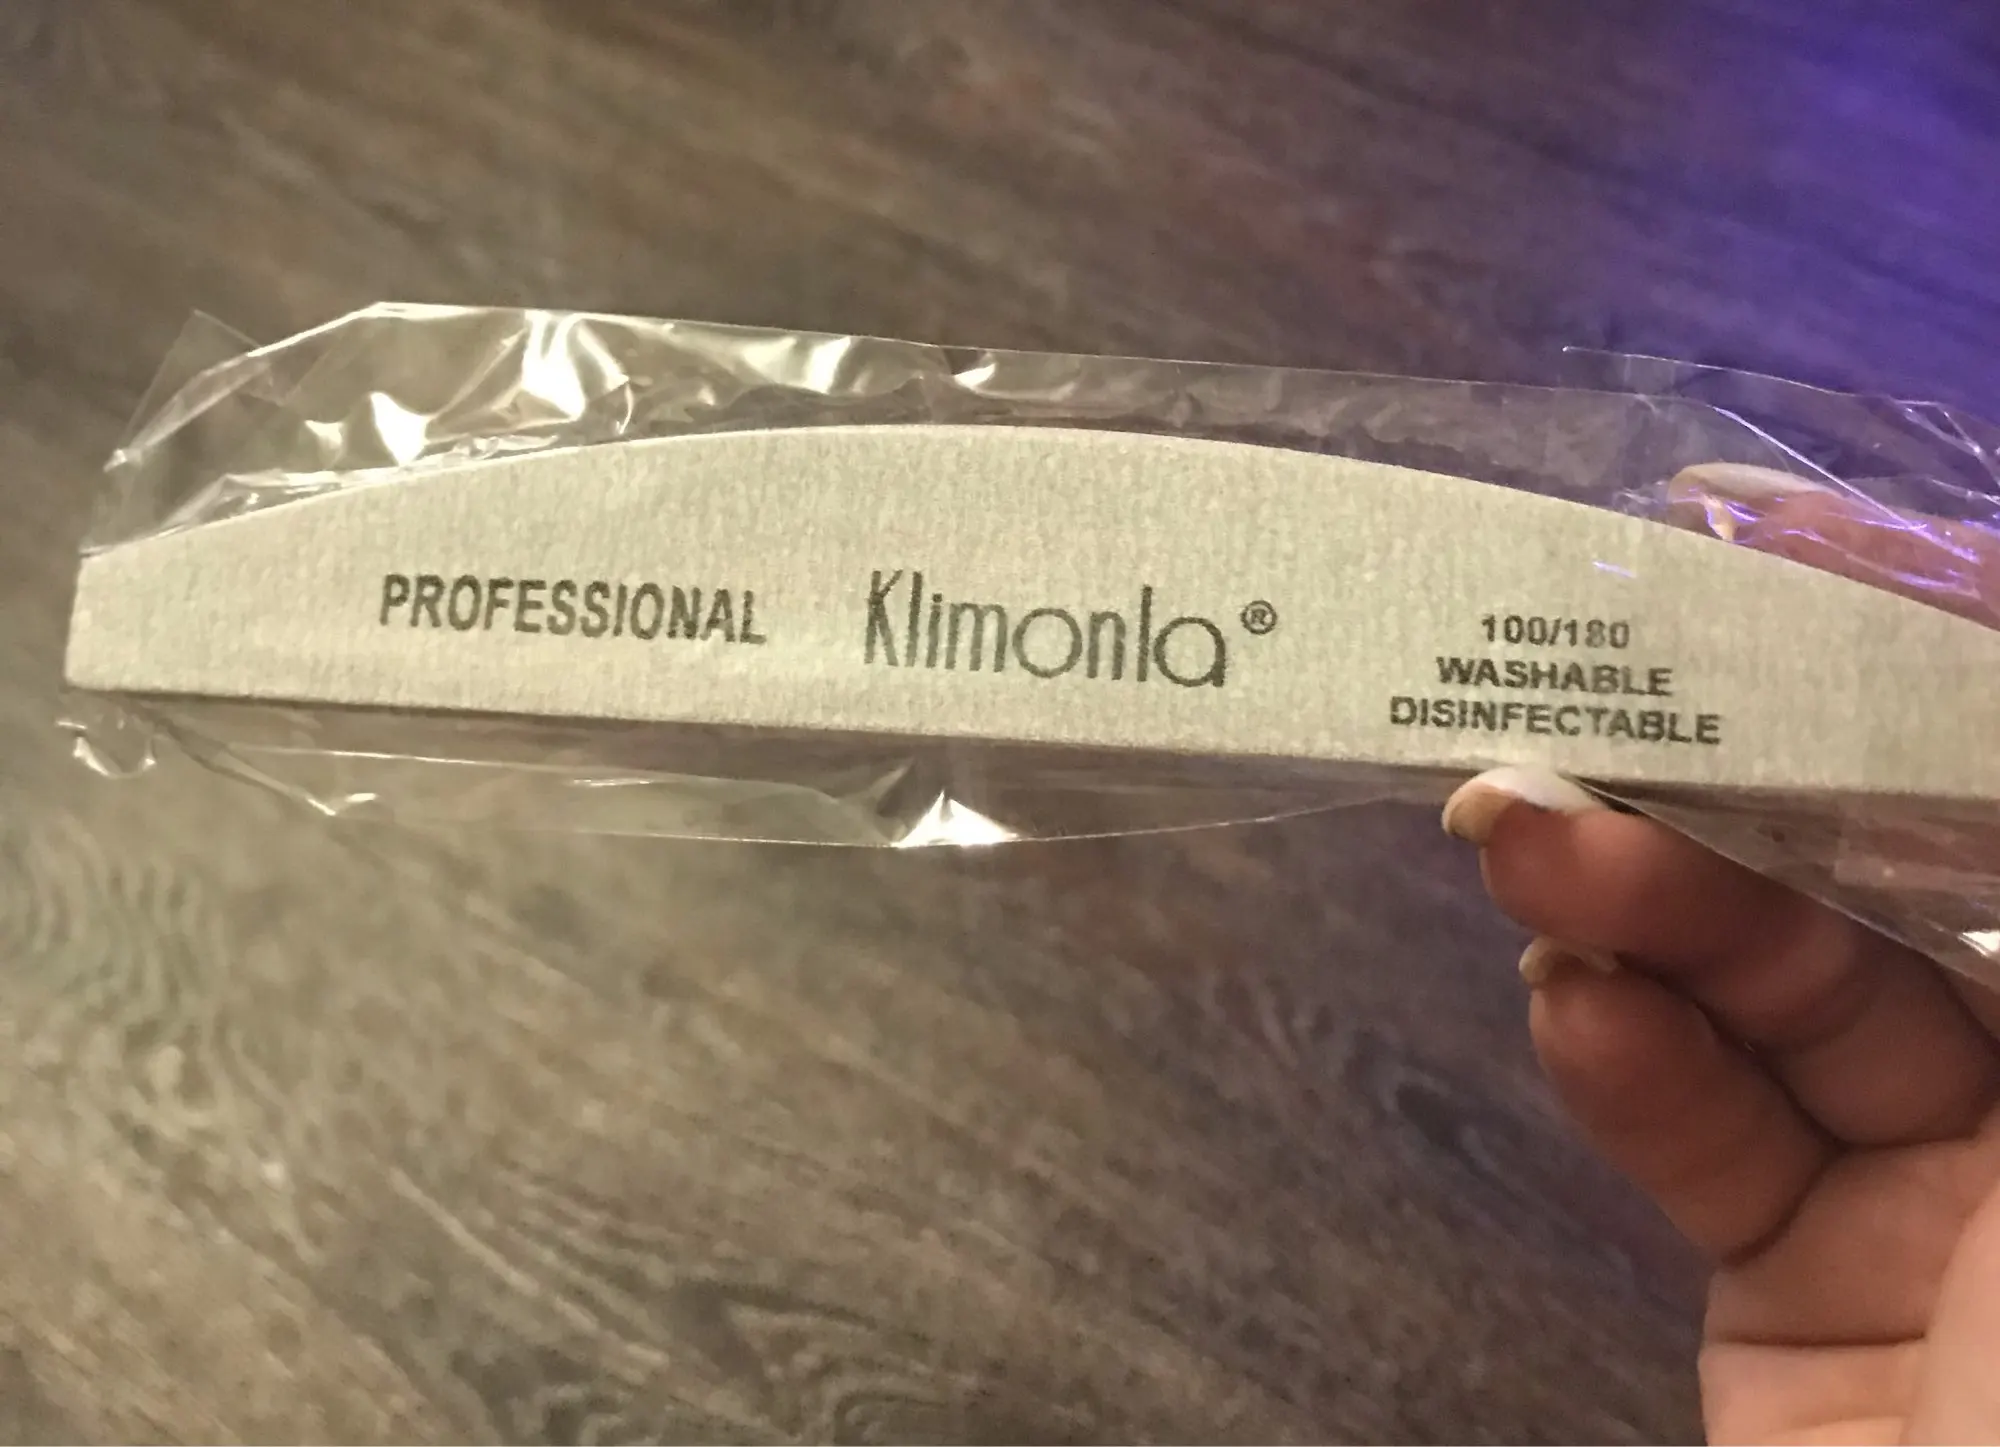 PROFESSIONAL Klimonla®
100/180
WASHABLE
DISINFECTABLE